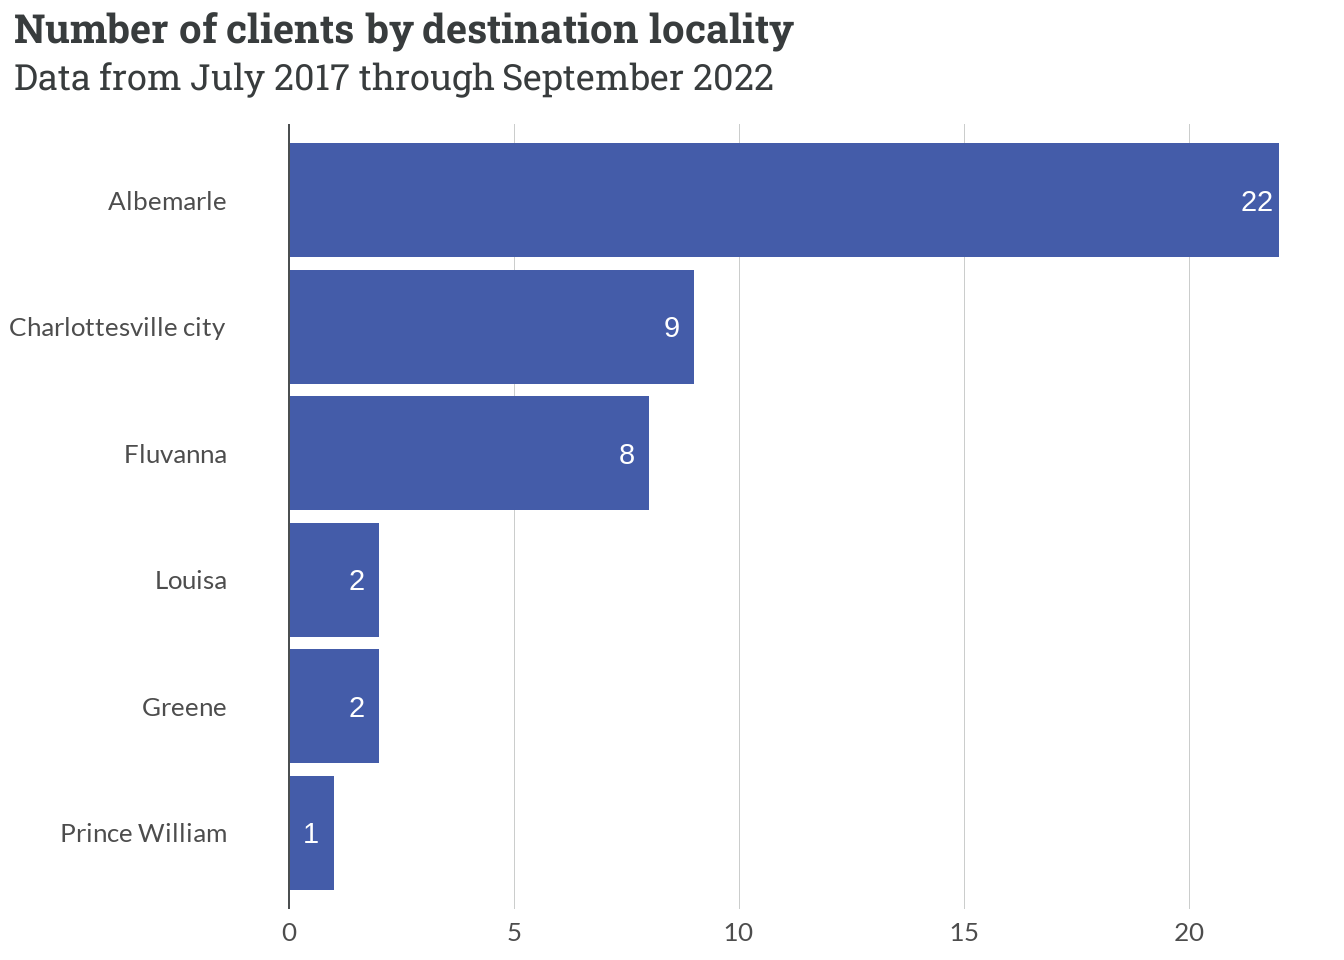 Number of clients by destination locality
Data from July 2017 through September 2022
Albemarle
22
Charlottesville city
9
Fluvanna
8
Louisa
2
Greene
2
Prince William
1
0 5 10 15 20